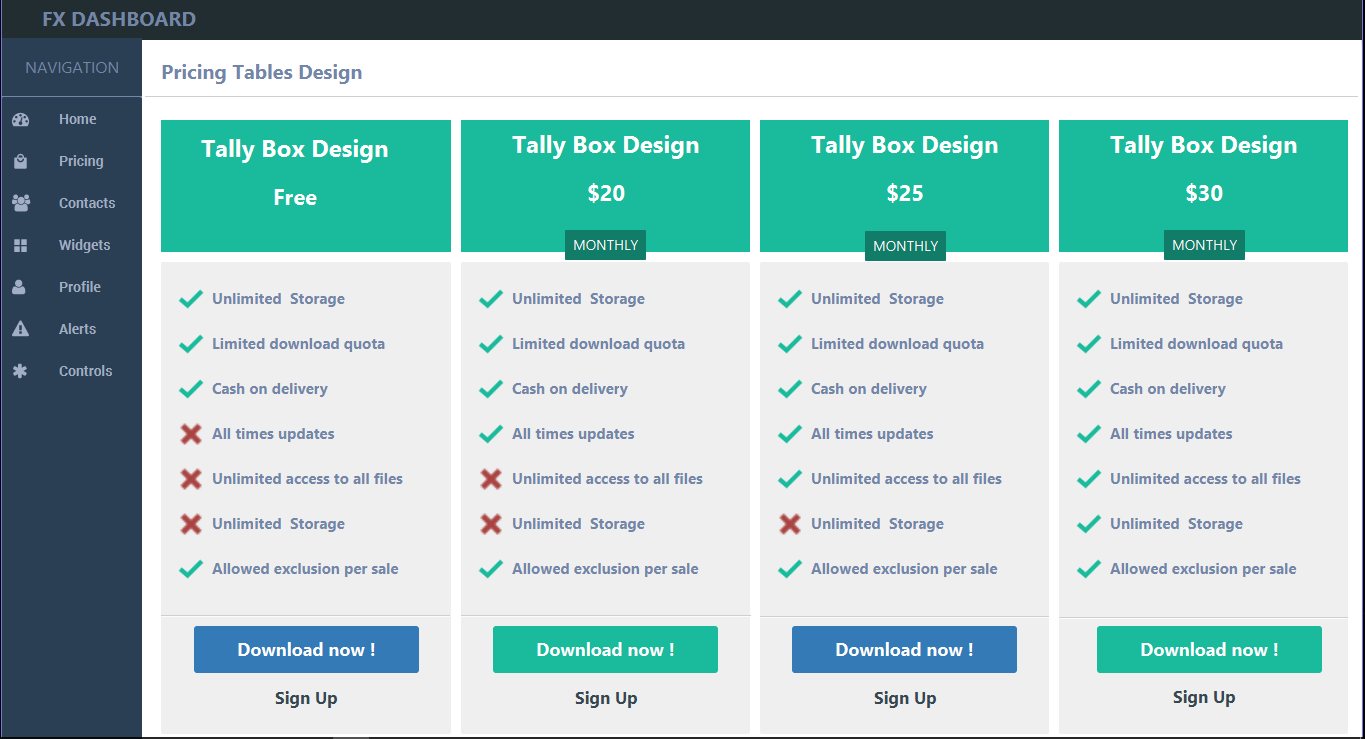 FX DASHBOARD
NAVIGATION
Home
Pricing
Contacts
Widgets
Profile
Alerts
Controls
Pricing Tables Design
Tally Box Design
Free
Unlimited  Storage
Limited download quota
Cash on delivery
All times updates
Unlimited access to all files
Unlimited  Storage
Allowed exclusion per sale
Download now !
Sign Up
Tally Box Design
$20
MONTHLY
Unlimited  Storage
Limited download quota
Cash on delivery
All times updates
Unlimited access to all files
Unlimited  Storage
Allowed exclusion per sale
Download now !
Sign Up
Tally Box Design
$25
MONTHLY
Unlimited  Storage
Limited download quota
Cash on delivery
All times updates
Unlimited access to all files
Unlimited  Storage
Allowed exclusion per sale
Download now !
Sign Up
Tally Box Design
$30
MONTHLY
Unlimited  Storage
Limited download quota
Cash on delivery
All times updates
Unlimited access to all files
Unlimited  Storage
Allowed exclusion per sale
Download now !
Sign Up